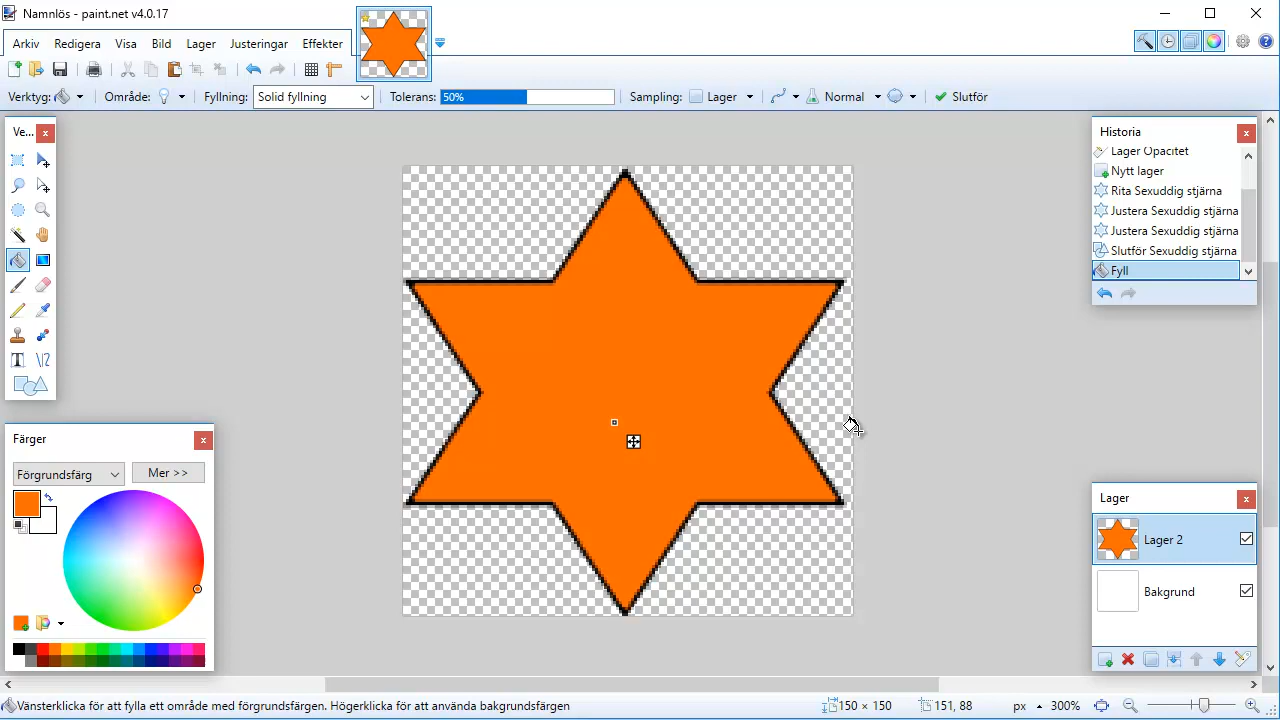 Namnlös - paint.net v4.0.17
Arkiv Redigera Visa Bild Lager Justeringar Effekter
Verktyg: Område: Fyllning: Solid fyllning Tolerans: 50% Sampling: Lager Normal Slutför
Ve...
Historia
Lager Opacitet
Nytt lager
Rita Sexuddig stjärna
Justera Sexuddig stjärna
Justera Sexuddig stjärna
Slutför Sexuddig stjärna
Fyll
Färger
Förgrundsfärg Mer >>
Lager
Lager 2
Bakgrund
Vänsterklicka för att fylla ett område med förgrundsfärgen. Högerklicka för att använda bakgrundsfärgen 150 × 150 151, 88 px 300%